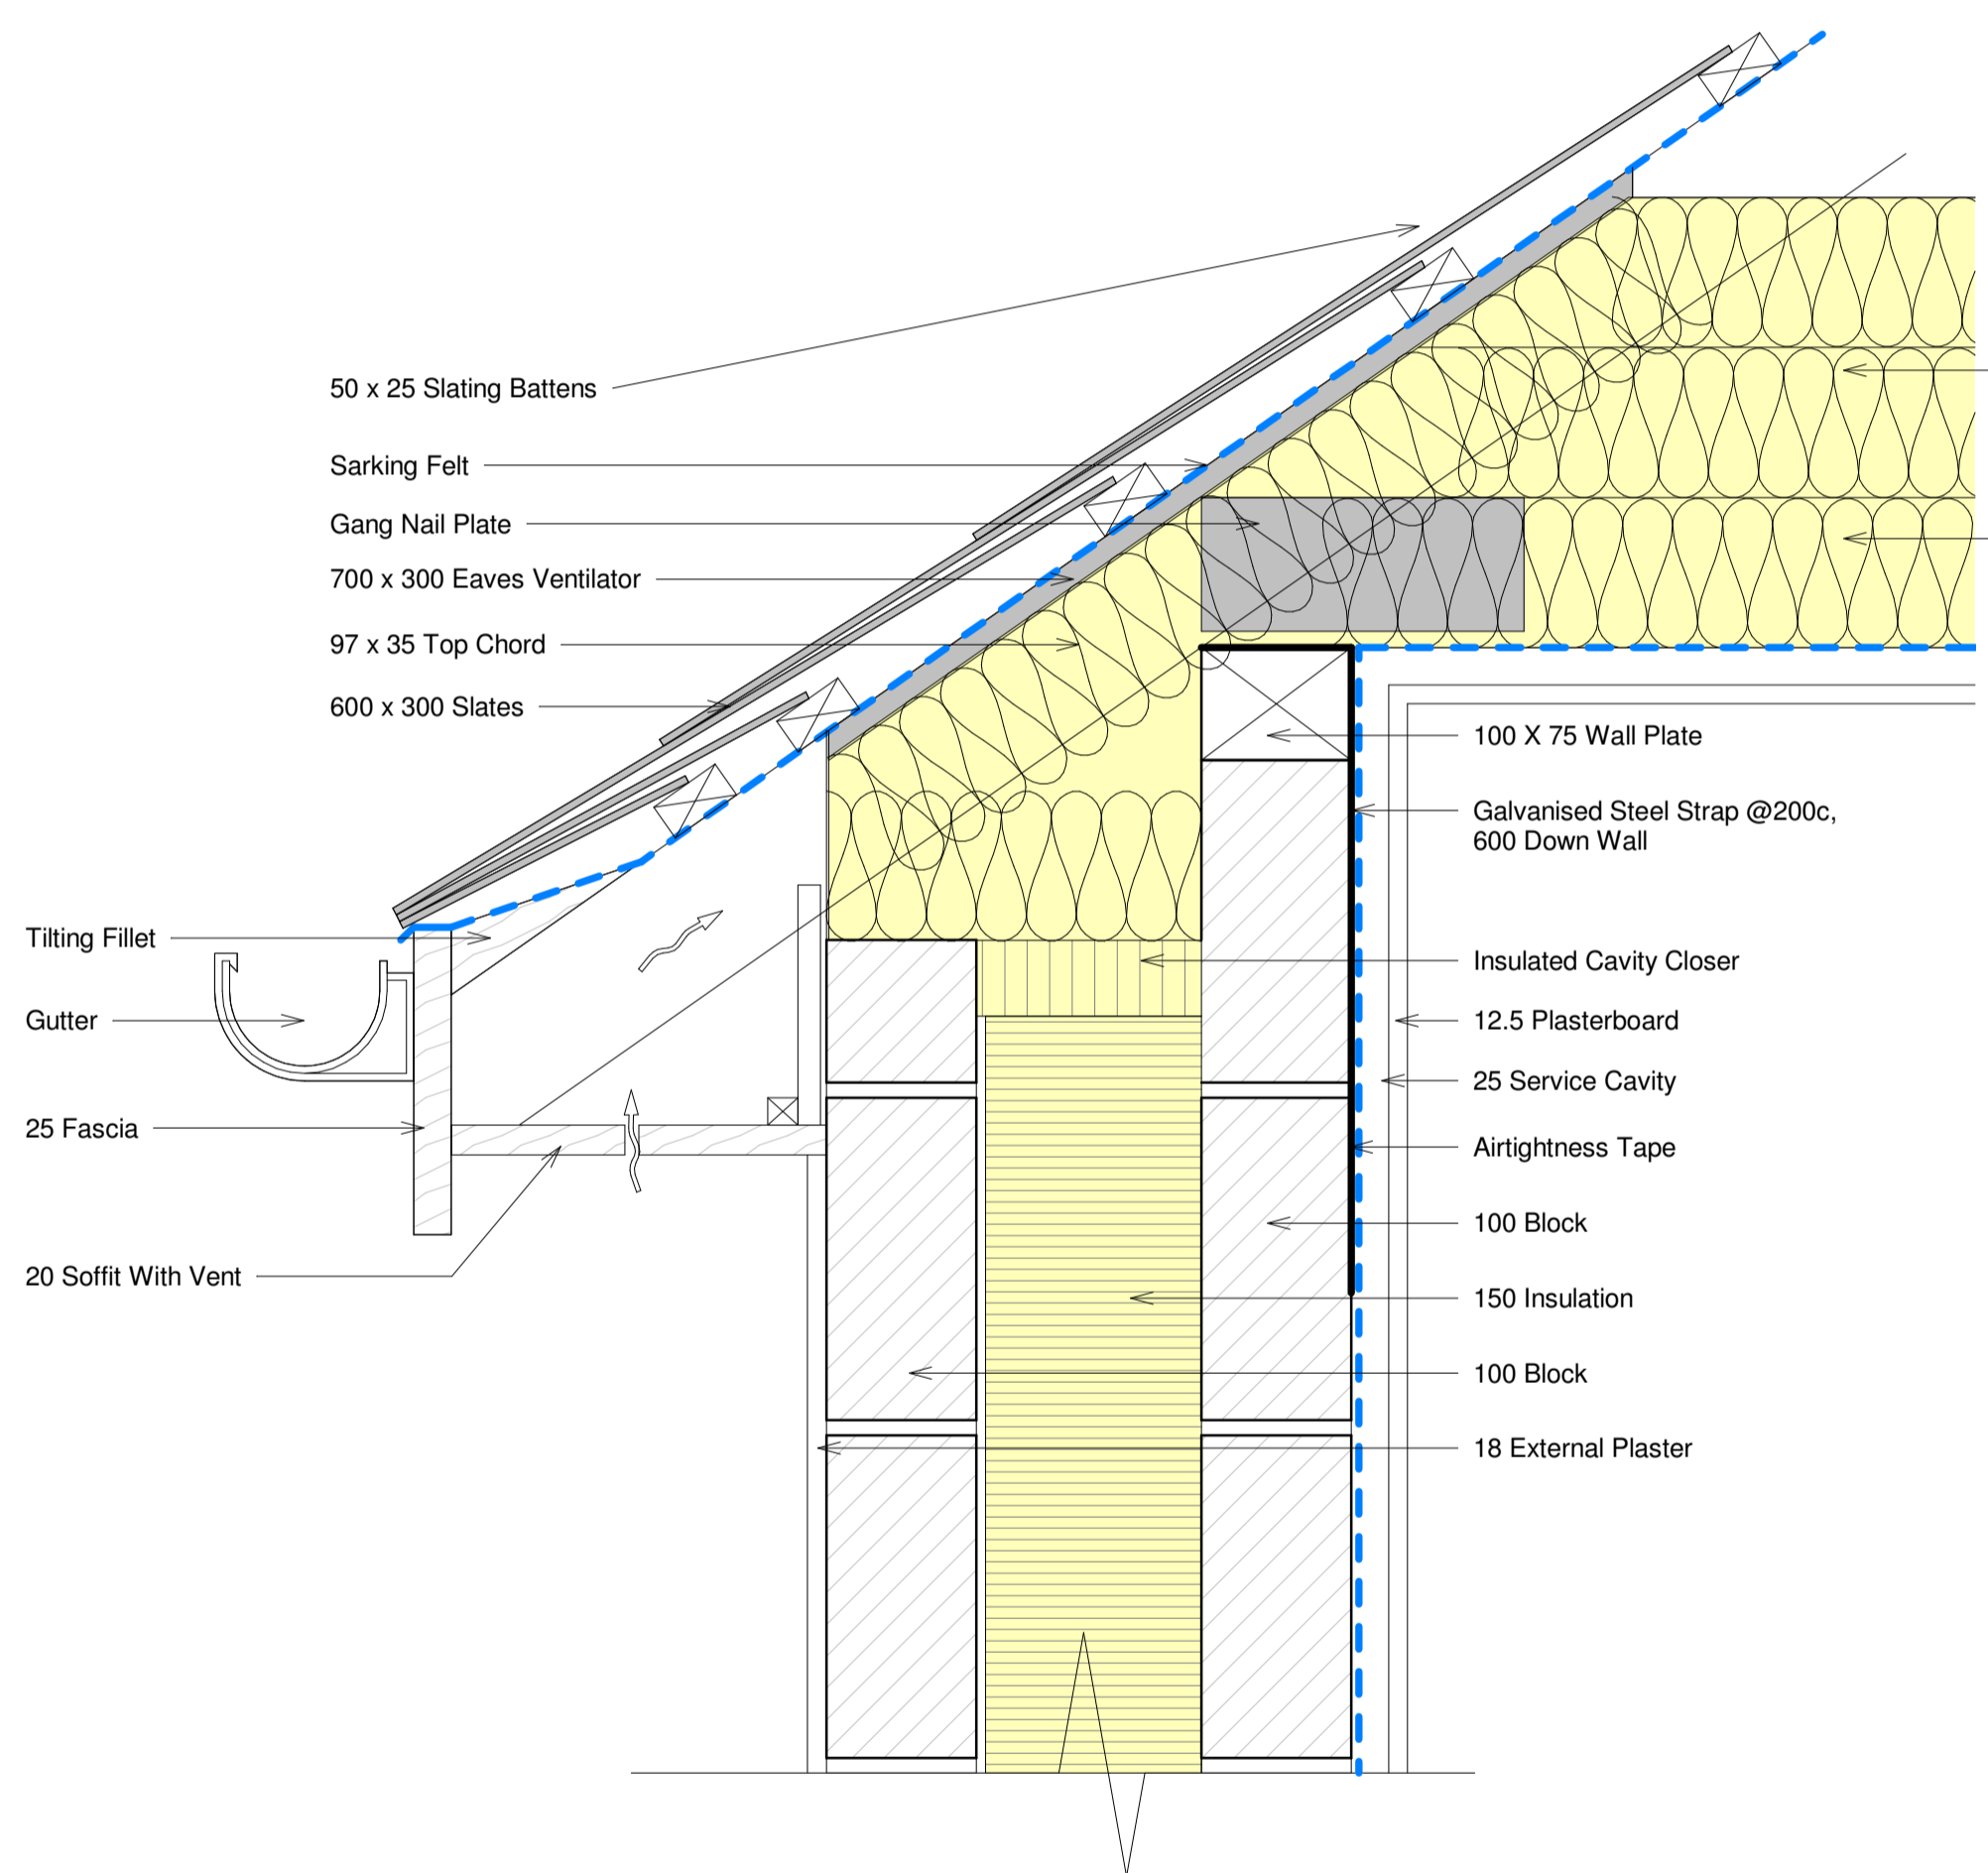 50 x 25 Slating Battens
Sarking Felt
Gang Nail Plate
700 x 300 Eaves Ventilator
97 x 35 Top Chord
600 x 300 Slates
Tilting Fillet
Gutter
25 Fascia
20 Soffit With Vent
100 X 75 Wall Plate
Galvanised Steel Strap @200c,
600 Down Wall
Insulated Cavity Closer
12.5 Plasterboard
25 Service Cavity
Airtightness Tape
100 Block
150 Insulation
100 Block
18 External Plaster